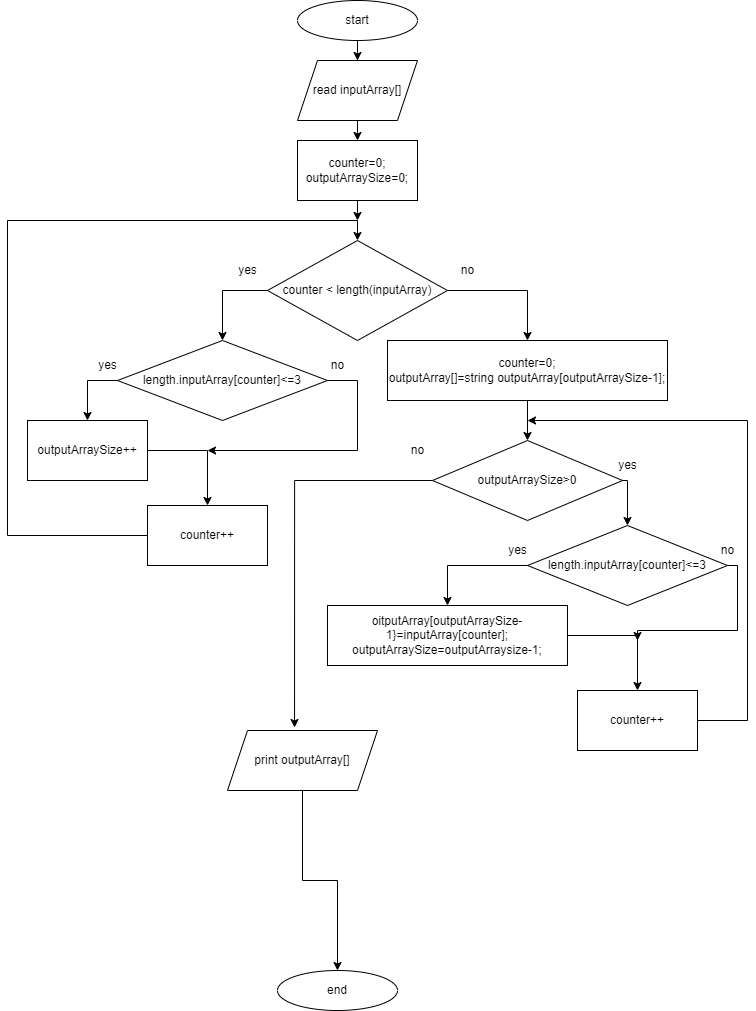 start
read inputArray[]
counter=0;
outputArraySize=0;
yes
no
counter < length(inputArray)
yes
length.inputArray[counter]<=3
no
counter=0;
outputArray[]=string outputArray[outputArraySize-1];
outputArraySize++
no
outputArraySize>0
yes
counter++
yes
length.inputArray[counter]<=3
no
oitputArray[outputArraySize-
1}=inputArray[counter];
outputArraySize=outputArraysize-1;
counter++
print outputArray[]
end